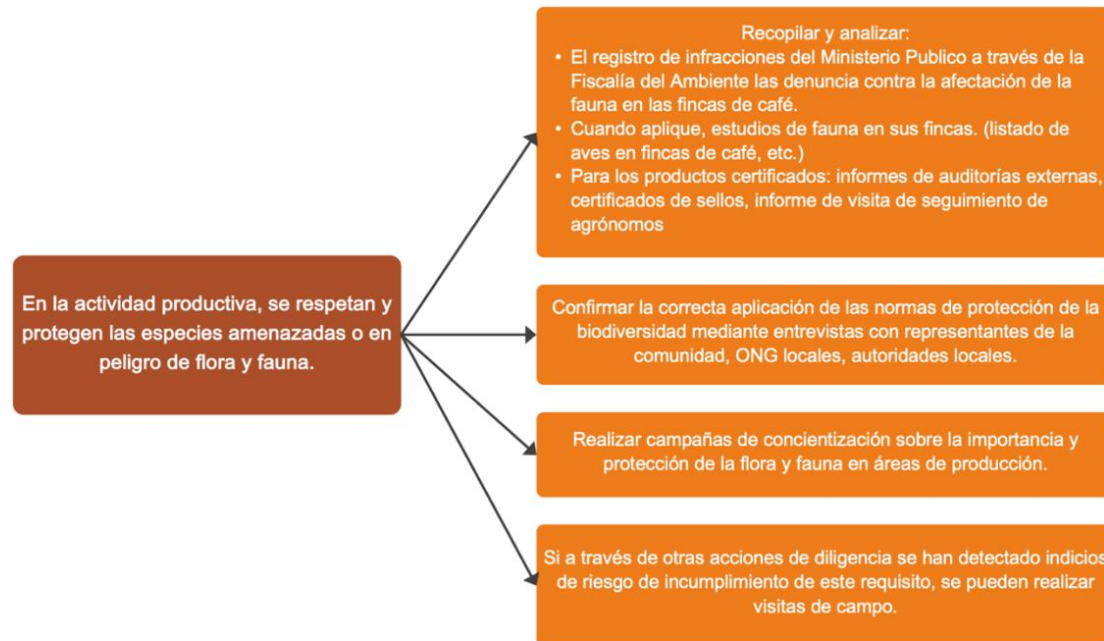 Recopilar y analizar:
• El registro de infracciones del Ministerio Publico a través de la
Fiscalía del Ambiente las denuncia contra la afectación de la
fauna en las fincas de café.
• Cuando aplique, estudios de fauna en sus fincas. (listado de
aves en fincas de café, etc.)
• Para los productos certificados: informes de auditorías externas,
certificados de sellos, informe de visita de seguimiento de
agrónomos
En la actividad productiva, se respetan y
protegen las especies amenazadas o en
peligro de flora y fauna.
Confirmar la correcta aplicación de las normas de protección de la
biodiversidad mediante entrevistas con representantes de la
comunidad, ONG locales, autoridades locales.
Realizar campañas de concientización sobre la importancia y
protección de la flora y fauna en áreas de producción.
Si a través de otras acciones de diligencia se han detectado indicios
de riesgo de incumplimiento de este requisito, se pueden realizar
visitas de campo.